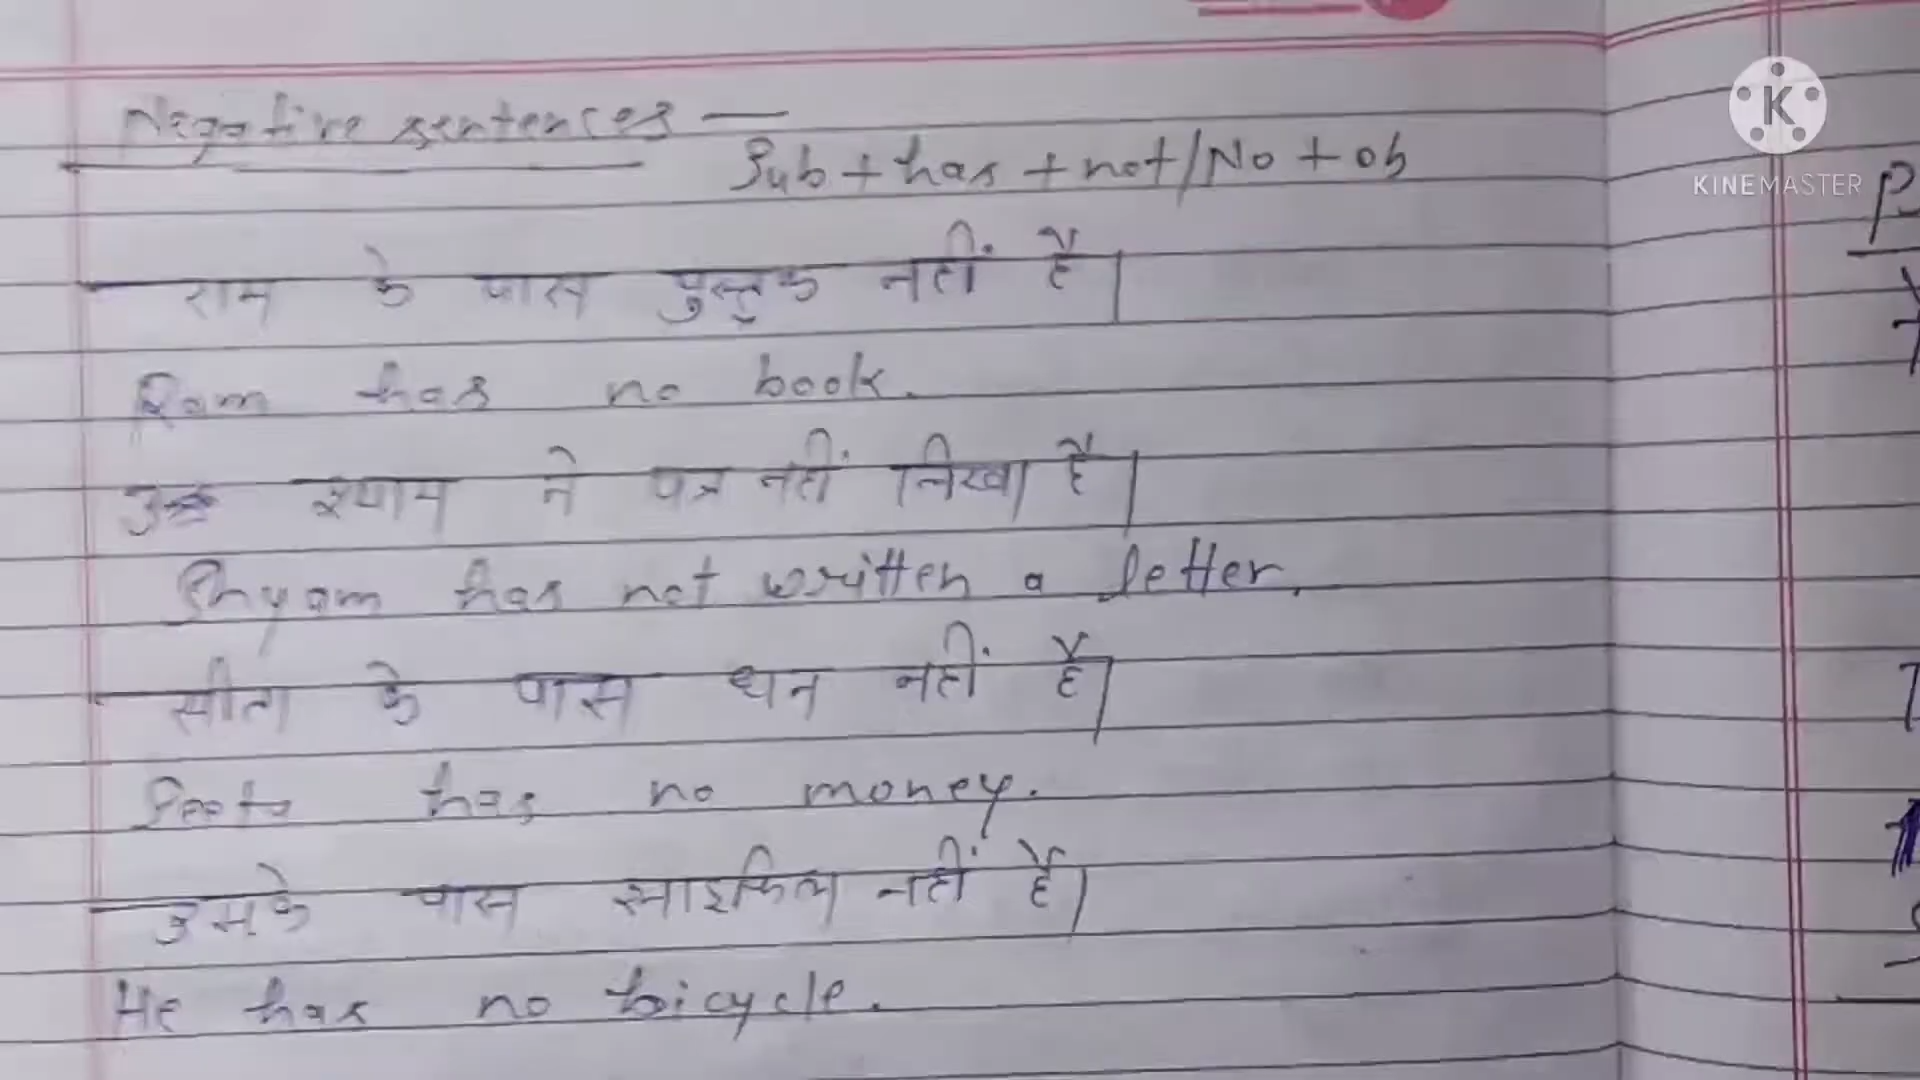 Negative sentences —
Sub + has + not/No + ob
KINEMASTER
राम के पास पुस्तक नहीं है।
Ram has no book.
श्याम ने पत्र नहीं लिखा है।
Shyam has not written a letter.
सीता के पास धन नहीं है।
Seeta has no money.
उसके पास साइकिल नहीं है।
He has no bicycle.